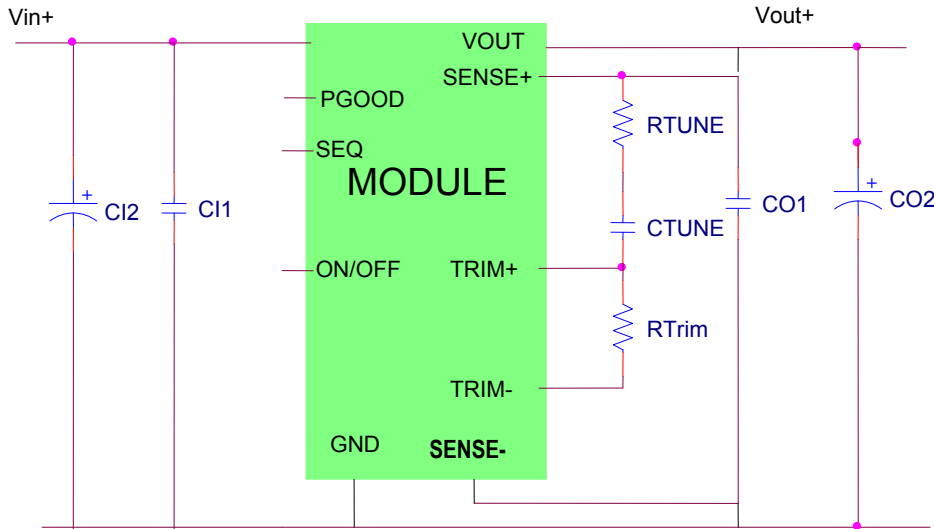 Vin+
Vout+
VOUT
SENSE+
PGOOD
RTUNE
SEQ
MODULE
CI2
CI1
CO1
CO2
CTUNE
ON/OFF
TRIM+
RTrim
TRIM-
GND
SENSE-
+
+